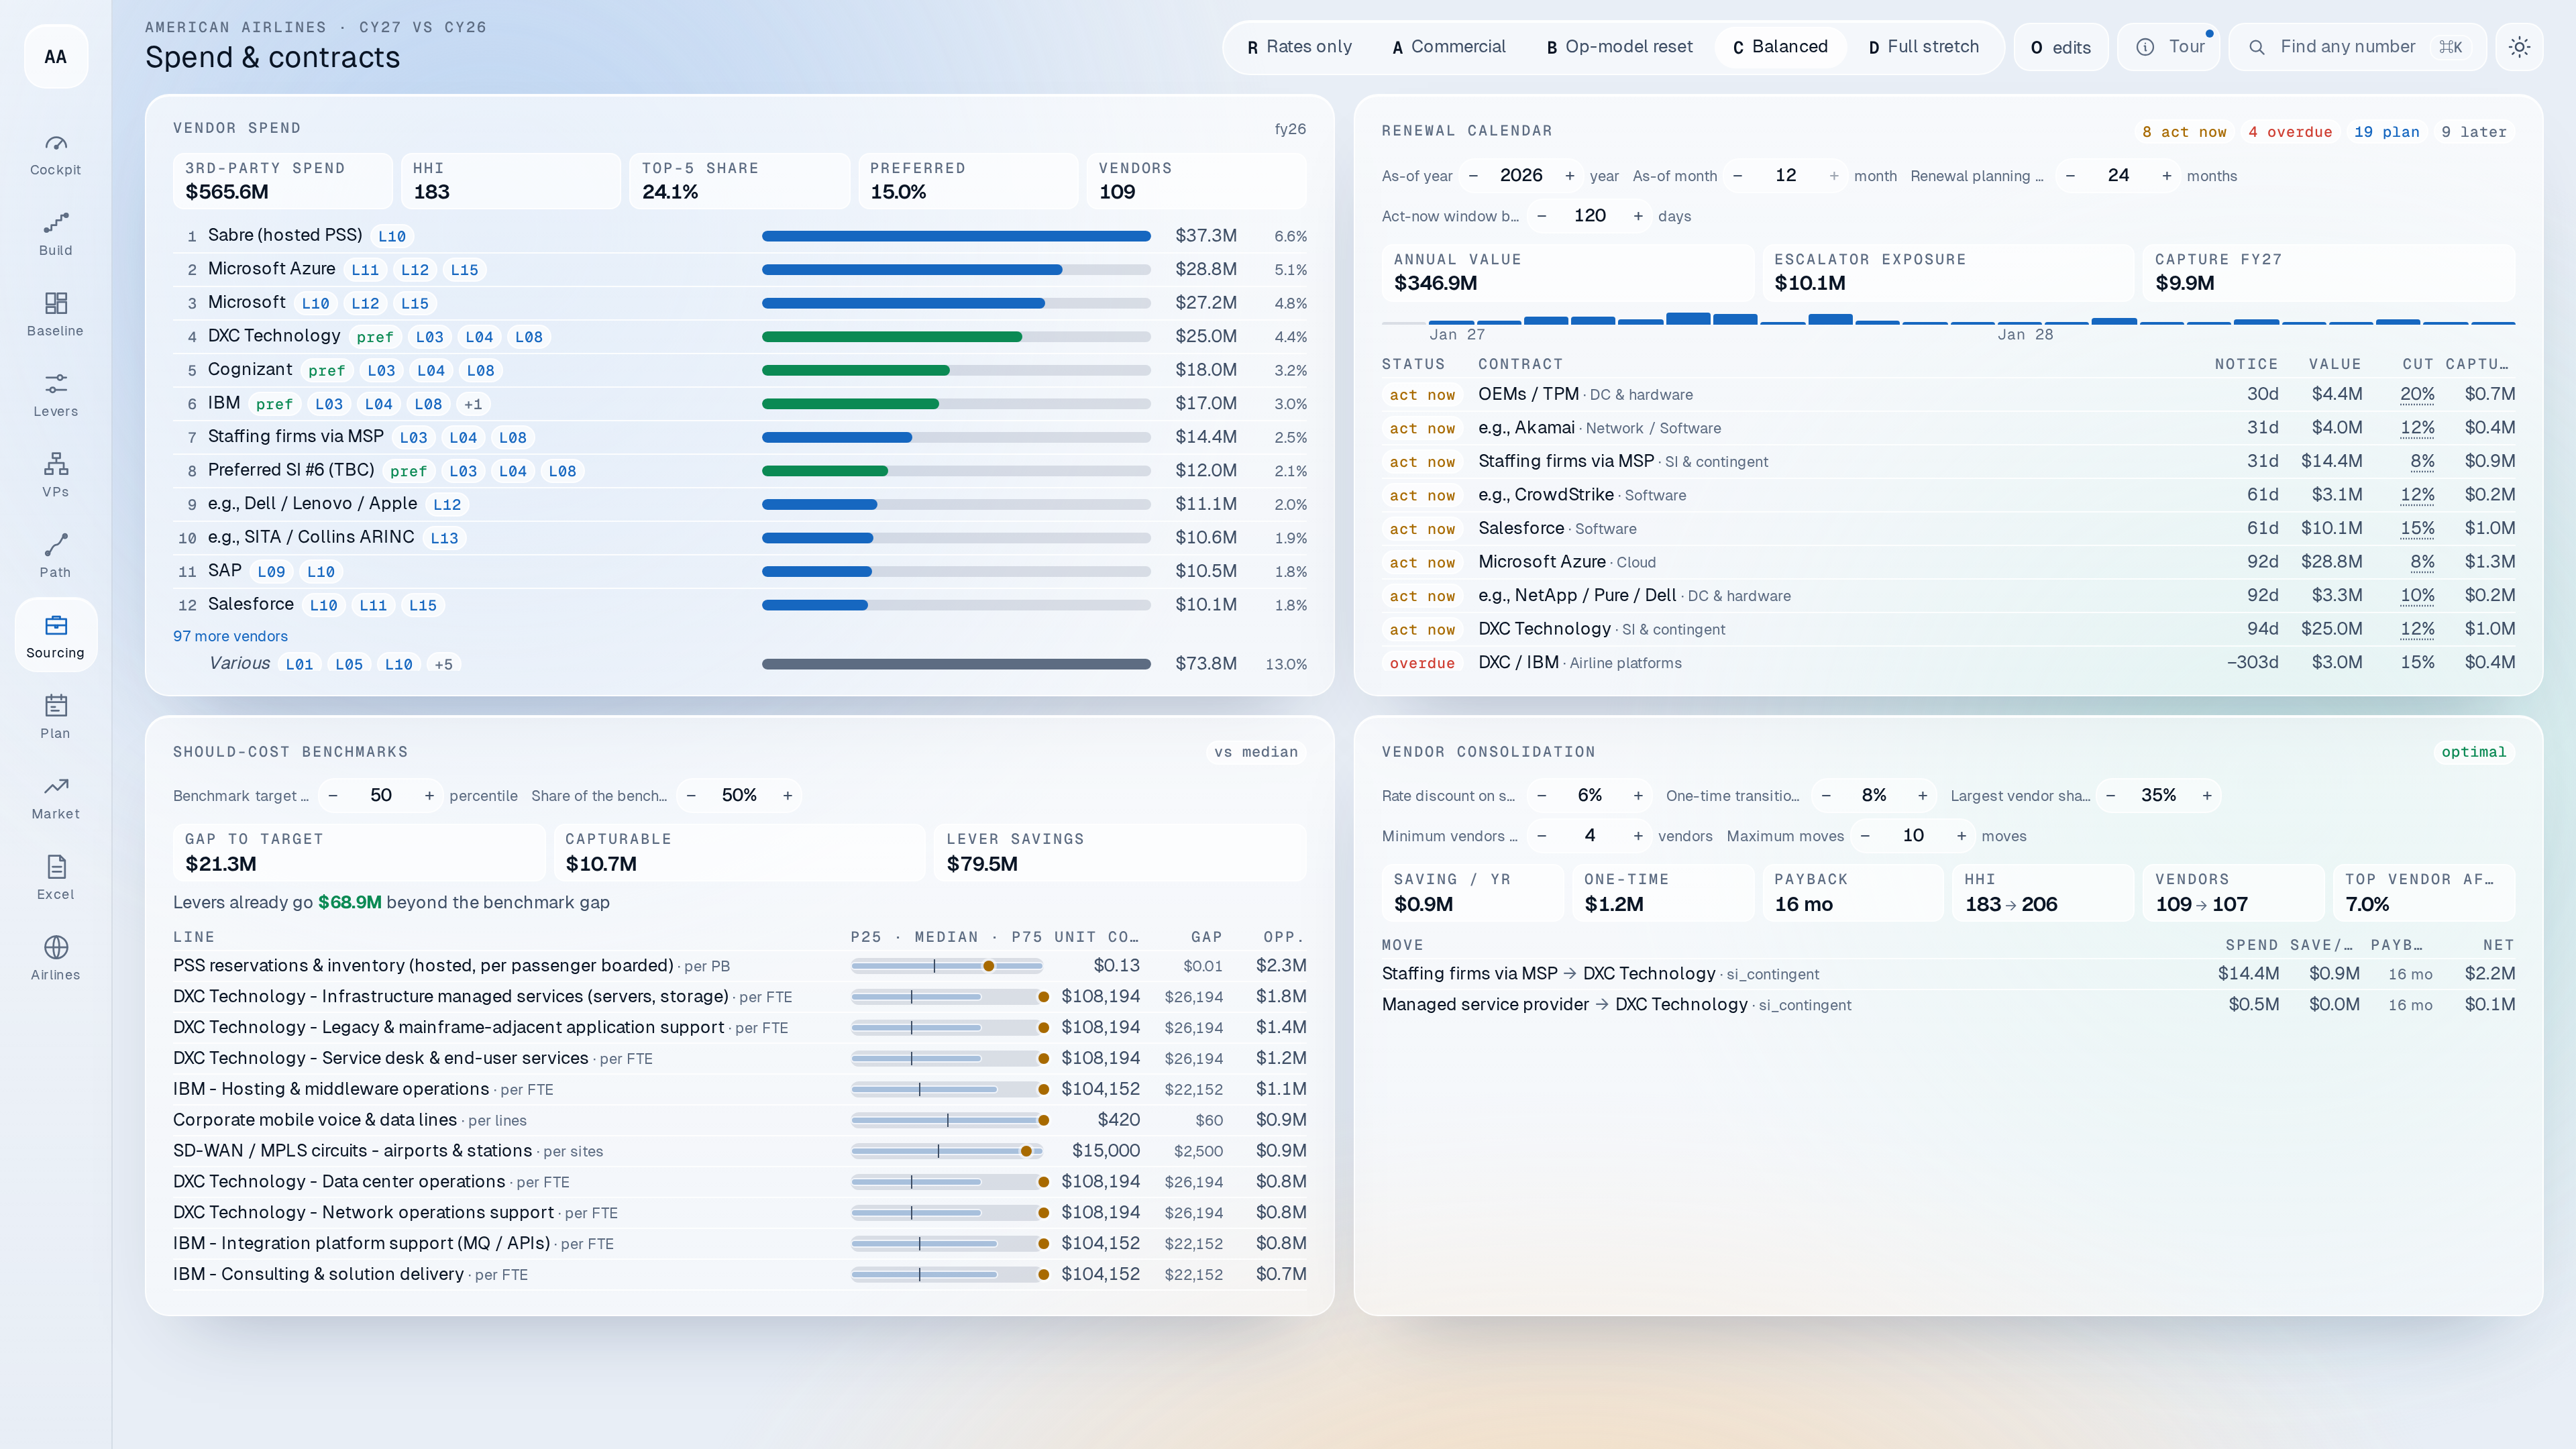 AA
Cockpit
Build
Baseline
Levers
VPs
Path
Sourcing
Plan
Market
Excel
Airlines
AMERICAN AIRLINES · CY27 VS CY26
Spend & contracts
R Rates only A Commercial B Op-model reset C Balanced D Full stretch
0 edits
Tour
Find any number ⌘K
VENDOR SPEND fy26
3RD-PARTY SPEND HHI TOP-5 SHARE PREFERRED VENDORS
$565.6M 183 24.1% 15.0% 109
1 Sabre (hosted PSS) L10 $37.3M 6.6%
2 Microsoft Azure L11 L12 L15 $28.8M 5.1%
3 Microsoft L10 L12 L15 $27.2M 4.8%
4 DXC Technology pref L03 L04 L08 $25.0M 4.4%
5 Cognizant pref L03 L04 L08 $18.0M 3.2%
6 IBM pref L03 L04 L08 +1 $17.0M 3.0%
7 Staffing firms via MSP L03 L04 L08 $14.4M 2.5%
8 Preferred SI #6 (TBC) pref L03 L04 L08 $12.0M 2.1%
9 e.g., Dell / Lenovo / Apple L12 $11.1M 2.0%
10 e.g., SITA / Collins ARINC L13 $10.6M 1.9%
11 SAP L09 L10 $10.5M 1.8%
12 Salesforce L10 L11 L15 $10.1M 1.8%
97 more vendors
Various L01 L05 L10 +5 $73.8M 13.0%
RENEWAL CALENDAR 8 act now 4 overdue 19 plan 9 later
As-of year − 2026 + year As-of month − 12 + month Renewal planning … − 24 + months
Act-now window b… − 120 + days
ANNUAL VALUE ESCALATOR EXPOSURE CAPTURE FY27
$346.9M $10.1M $9.9M
Jan 27 Jan 28
STATUS CONTRACT NOTICE VALUE CUT CAPTU…
act now OEMs / TPM · DC & hardware 30d $4.4M 20% $0.7M
act now e.g., Akamai · Network / Software 31d $4.0M 12% $0.4M
act now Staffing firms via MSP · SI & contingent 31d $14.4M 8% $0.9M
act now e.g., CrowdStrike · Software 61d $3.1M 12% $0.2M
act now Salesforce · Software 61d $10.1M 15% $1.0M
act now Microsoft Azure · Cloud 92d $28.8M 8% $1.3M
act now e.g., NetApp / Pure / Dell · DC & hardware 92d $3.3M 10% $0.2M
act now DXC Technology · SI & contingent 94d $25.0M 12% $1.0M
overdue DXC / IBM · Airline platforms −303d $3.0M 15% $0.4M
SHOULD-COST BENCHMARKS vs median
Benchmark target … − 50 + percentile Share of the bench… − 50% +
GAP TO TARGET CAPTURABLE LEVER SAVINGS
$21.3M $10.7M $79.5M
Levers already go $68.9M beyond the benchmark gap
LINE P25 · MEDIAN · P75 UNIT CO… GAP OPP.
PSS reservations & inventory (hosted, per passenger boarded) · per PB $0.13 $0.01 $2.3M
DXC Technology - Infrastructure managed services (servers, storage) · per FTE $108,194 $26,194 $1.8M
DXC Technology - Legacy & mainframe-adjacent application support · per FTE $108,194 $26,194 $1.4M
DXC Technology - Service desk & end-user services · per FTE $108,194 $26,194 $1.2M
IBM - Hosting & middleware operations · per FTE $104,152 $22,152 $1.1M
Corporate mobile voice & data lines · per lines $420 $60 $0.9M
SD-WAN / MPLS circuits - airports & stations · per sites $15,000 $2,500 $0.9M
DXC Technology - Data center operations · per FTE $108,194 $26,194 $0.8M
DXC Technology - Network operations support · per FTE $108,194 $26,194 $0.8M
IBM - Integration platform support (MQ / APIs) · per FTE $104,152 $22,152 $0.8M
IBM - Consulting & solution delivery · per FTE $104,152 $22,152 $0.7M
VENDOR CONSOLIDATION optimal
Rate discount on s… − 6% + One-time transitio… − 8% + Largest vendor sha… − 35% +
Minimum vendors … − 4 + vendors Maximum moves − 10 + moves
SAVING / YR ONE-TIME PAYBACK HHI VENDORS TOP VENDOR AF…
$0.9M $1.2M 16 mo 183 → 206 109 → 107 7.0%
MOVE SPEND SAVE/… PAYB… NET
Staffing firms via MSP → DXC Technology · si_contingent $14.4M $0.9M 16 mo $2.2M
Managed service provider → DXC Technology · si_contingent $0.5M $0.0M 16 mo $0.1M